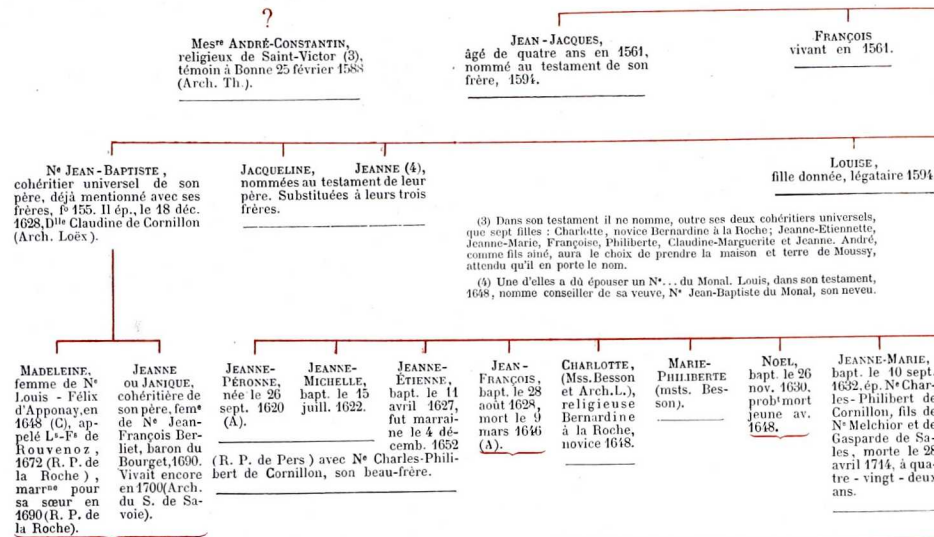 ?
Mesre ANDRÉ-CONSTANTIN,
religieux de Saint-Victor (3),
témoin à Bonne 25 février 1588
(Arch. Th.).
JEAN-JACQUES,
âgé de quatre ans en 1561,
nommé au testament de son
frère, 1594.
FRANÇOIS
vivant en 1561.
Ne JEAN-BAPTISTE,
cohéritier universel de son
père, déjà mentionné avec ses
frères, fo 155. Il ép., le 18 déc.
1628, Dlle Claudine de Cornillon
(Arch. Loëx).
JACQUELINE, JEANNE (4),
nommées au testament de leur
père. Substituées à leurs trois
frères.
LOUISE,
fille donnée, légataire 1594
(3) Dans son testament il ne nomme, outre ses deux cohéritiers universels,
que sept filles : Charlotte, novice Bernardine à la Roche; Jeanne-Etiennette,
Jeanne-Marie, Françoise, Philiberte, Claudine-Marguerite et Jeanne. André,
comme fils ainé, aura le choix de prendre la maison et terre de Moussy,
attendu qu'il en porte le nom.
(4) Une d'elles a dû épouser un Ne... du Monal. Louis, dans son testament,
1648, nomme conseiller de sa veuve, Ne Jean-Baptiste du Monal, son neveu.
MADELEINE,
femme de Ne
Louis - Félix
d'Apponay, en
1648 (C), ap-
pelé Ls-Fs de
Rouvenoz,
1672 (R. P. de
la Roche),
marrne pour
sa sœur en
1690 (R. P. de
la Roche).
JEANNE
ou JANIQUE,
cohéritière de
son père, feme
de Ne Jean-
François Ber-
liet, baron du
Bourget, 1690.
Vivait encore
en 1700 (Arch.
du S. de Sa-
voie).
JEANNE-
PÉRONNE,
née le 26
sept. 1620
(A).
JEANNE-
MICHELLE,
bapt. le 15
juill. 1622.
JEANNE-
ÉTIENNE,
bapt. le 11
avril 1627,
fut marrai-
ne le 4 dé-
cemb. 1652
(R. P. de Pers) avec Ne Charles-Phili-
bert de Cornillon, son beau-frère.
JEAN-
FRANÇOIS,
bapt. le 28
août 1628,
mort le 9
mars 1646
(A).
CHARLOTTE,
(Mss. Besson
et Arch. L.),
religieuse
Bernardine
à la Roche,
novice 1648.
MARIE-
PHILIBERTE
(msts. Bes-
son).
NOEL,
bapt. le 26
nov. 1630,
probt mort
jeune av.
1648.
JEANNE-MARIE,
bapt. le 10 sept.
1632, ép. Ne Char-
les-Philibert de
Cornillon, fils de
Ne Melchior et de
Gasparde de Sa-
les, morte le 28
avril 1714, à qua-
tre - vingt - deux
ans.